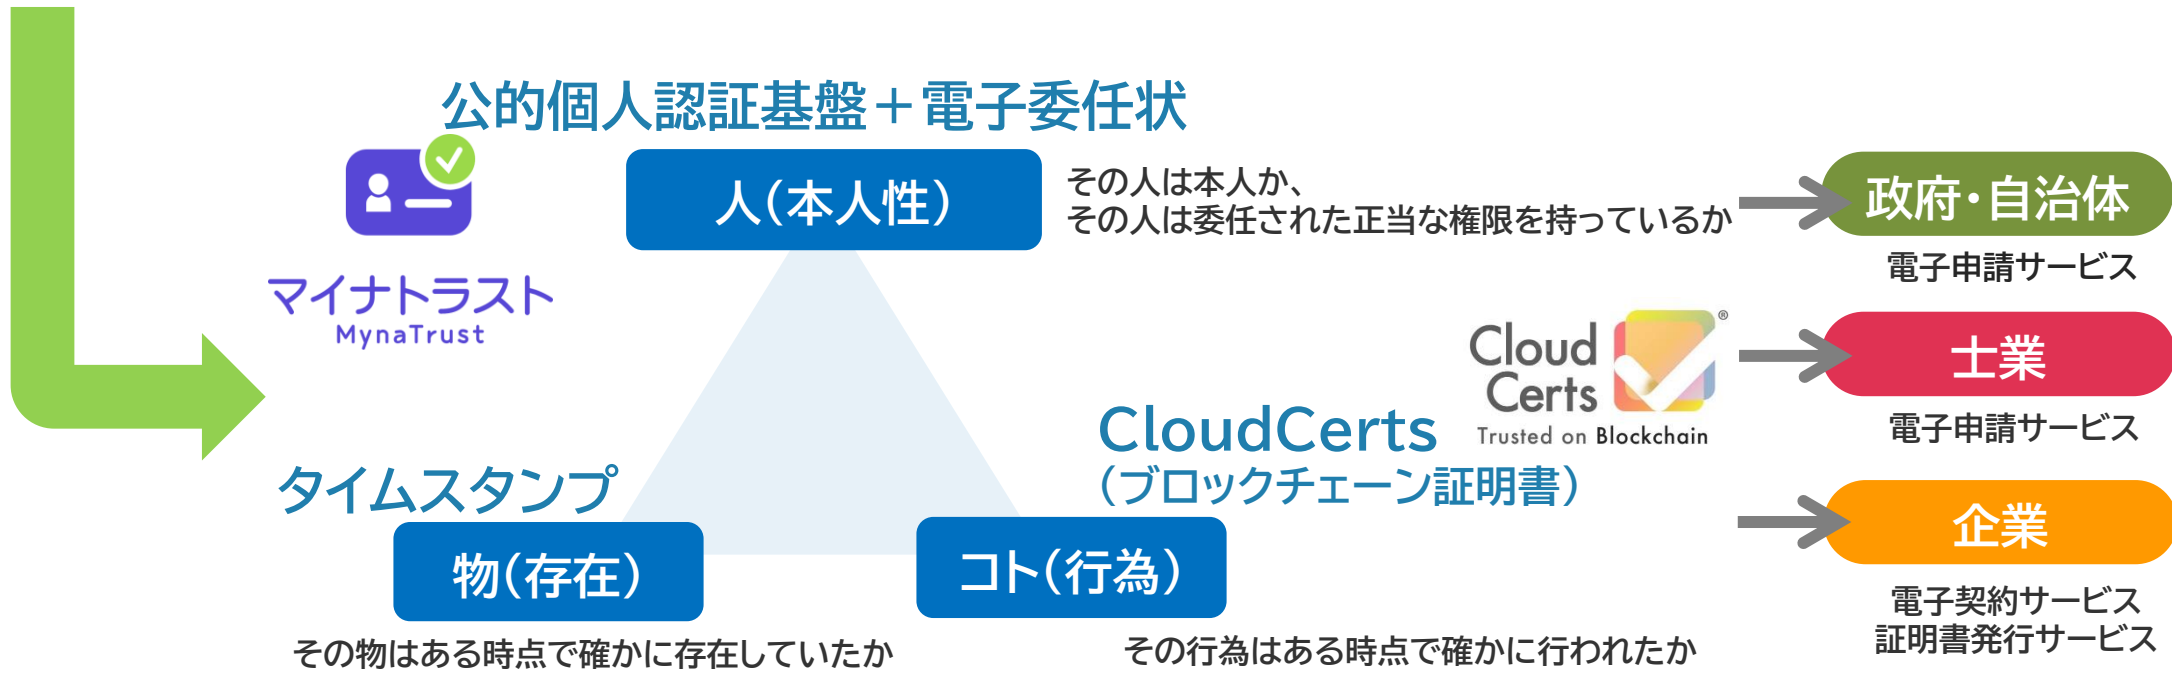 公的個人認証基盤＋電子委任状
マイナトラスト
MynaTrust
人（本人性）
その人は本人か、
その人は委任された正当な権限を持っているか
政府・自治体
電子申請サービス
Cloud
Certs
®
Trusted on Blockchain
士業
電子申請サービス
CloudCerts
（ブロックチェーン証明書）
タイムスタンプ
物（存在）
その物はある時点で確かに存在していたか
コト（行為）
その行為はある時点で確かに行われたか
企業
電子契約サービス
証明書発行サービス